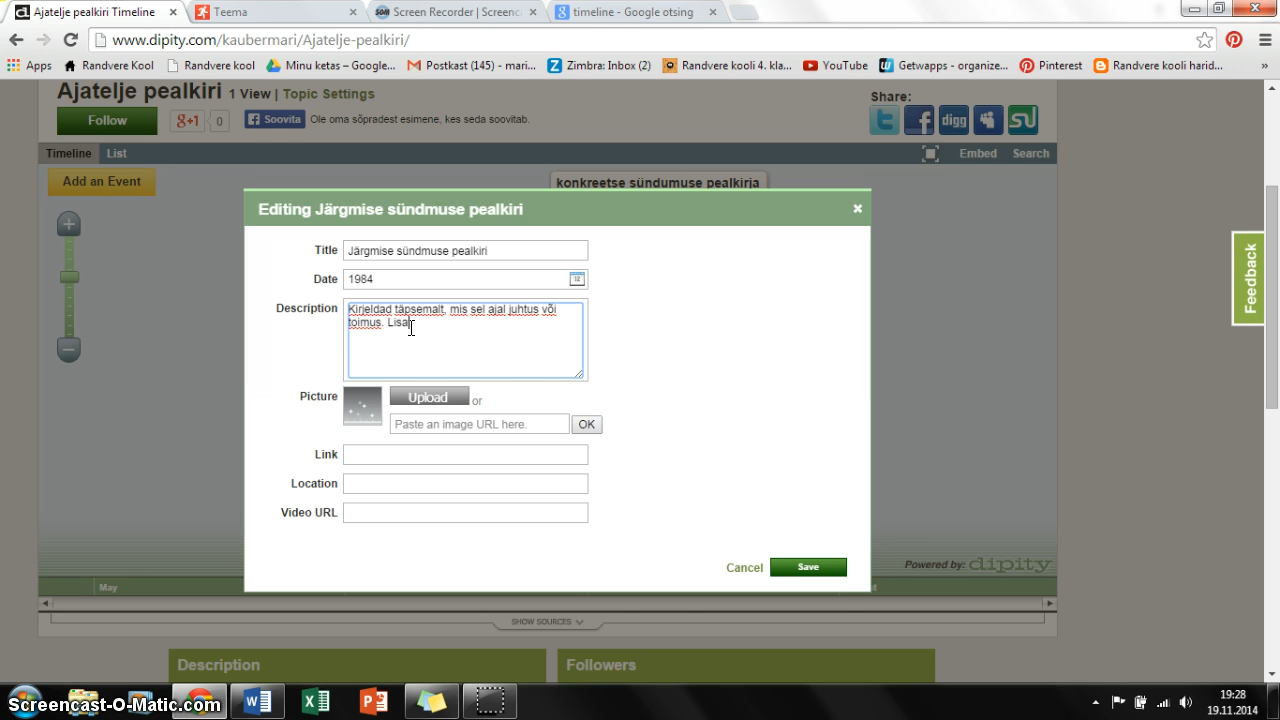 Ajatelje pealkiri Timeline
Teema
Screen Recorder | Screenc
timeline - Google otsing
www.dipity.com/kaubermari/Ajatelje-pealkiri/
Apps
Randvere Kool
Randvere kool
Minu ketas – Google...
Postkast (145) - mari...
Zimbra: Inbox (2)
Randvere kooli 4. kla...
YouTube
Getwapps - organize...
Pinterest
Randvere kooli harid...
Ajatelje pealkiri 1 View | Topic Settings
Share:
Follow
g+1 0
Soovita
Ole oma sõpradest esimene, kes seda soovitab.
digg
Timeline
List
Embed
Search
Add an Event
konkreetse sündumuse pealkirja
Editing Järgmise sündmuse pealkiri
Title
Järgmise sündmuse pealkiri
Date
1984
12
Description
Kirjeldad täpsemalt, mis sel ajal juhtus või
toimus. Lisa
Feedback
Picture
Upload
or
Paste an image URL here.
OK
Link
Location
Video URL
Cancel
Save
Powered by: dipity
May
SHOW SOURCES
Description
Followers
Screencast-O-Matic.com
19:28
19.11.2014